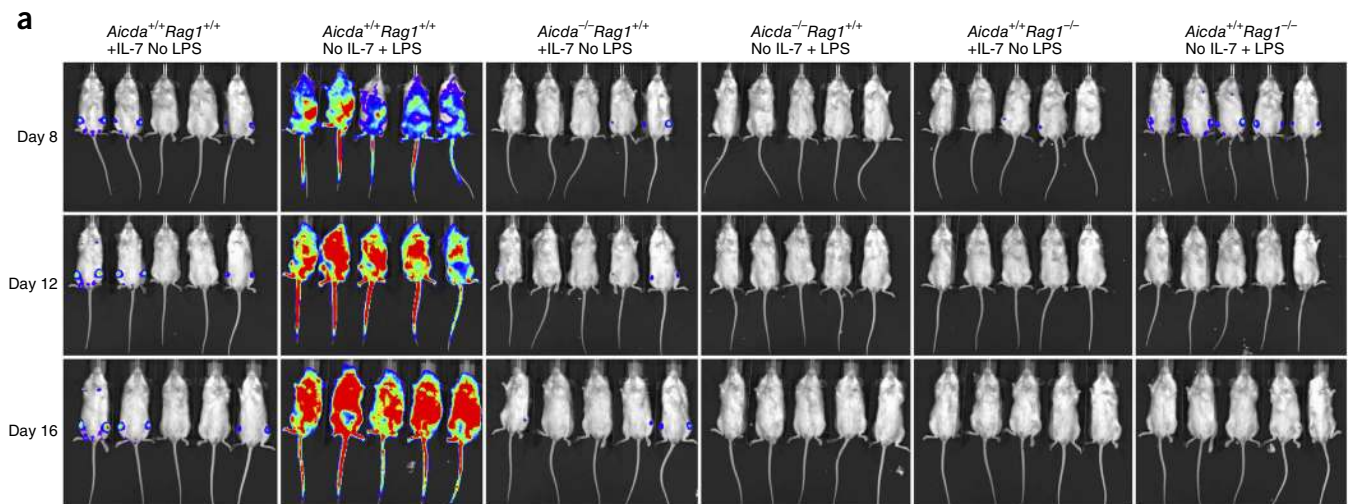 a
Aicda+/+Rag1+/+
+IL-7 No LPS
Aicda+/+Rag1+/+
No IL-7 + LPS
Aicda−/−Rag1+/+
+IL-7 No LPS
Aicda−/−Rag1+/+
No IL-7 + LPS
Aicda+/+Rag1−/−
+IL-7 No LPS
Aicda+/+Rag1−/−
No IL-7 + LPS
Day 8
Day 12
Day 16